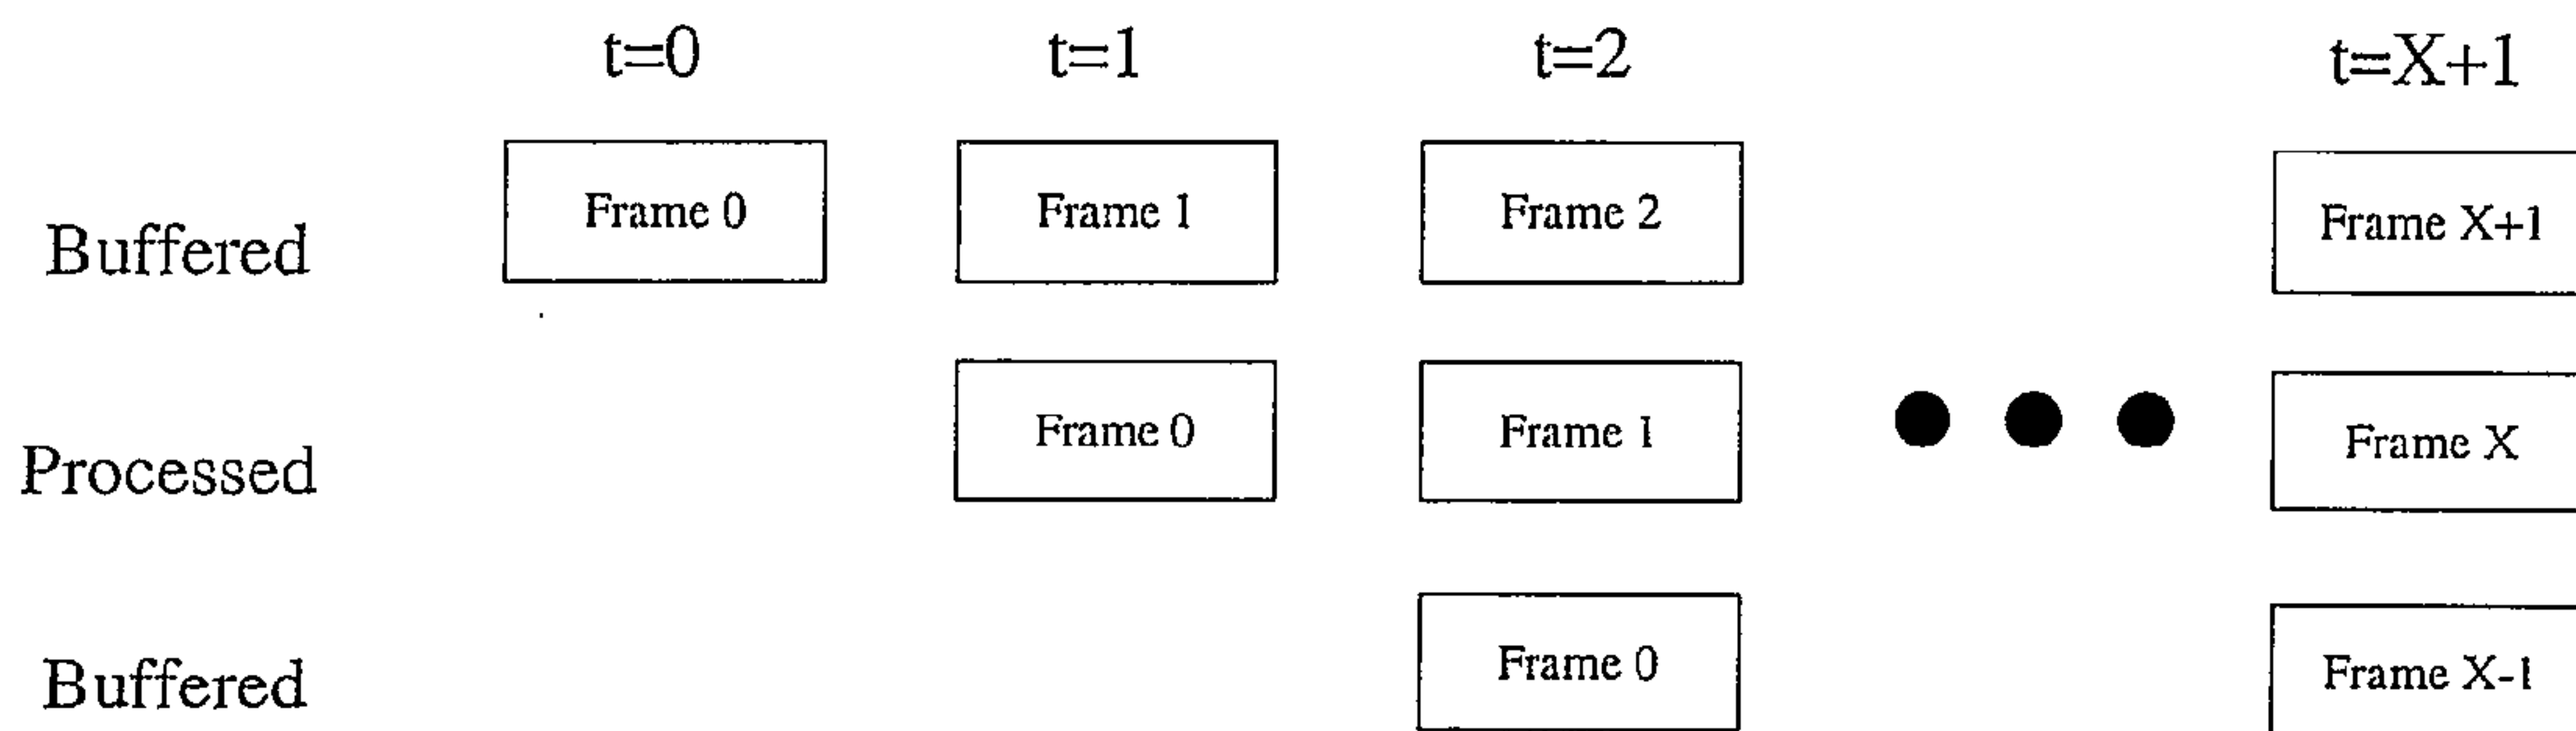 t=0 t=1 t=2 t=X+1
Frame 0 Frame 1 Frame 2 Frame X+1
Buffered
Frame 0 Frame 1 Frame X
Processed
Frame 0 Frame X-1
Buffered